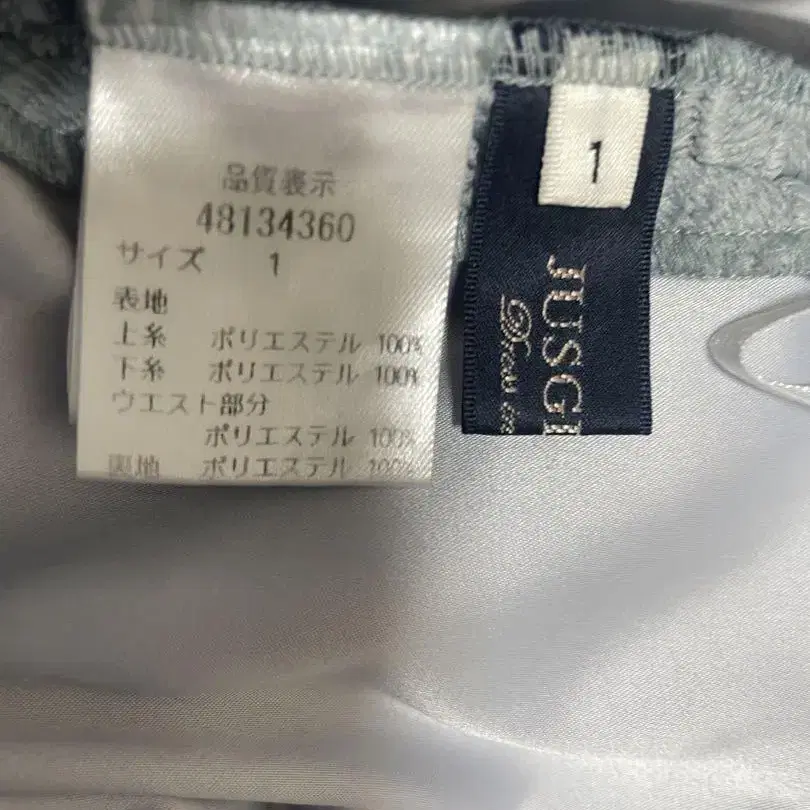 品質表示
48134360
サイズ 1
表地
上糸 ポリエステル 100%
下糸 ポリエステル 100%
ウエスト部分
ポリエステル 100%
裏地 ポリエステル 100%
1
JUSGL